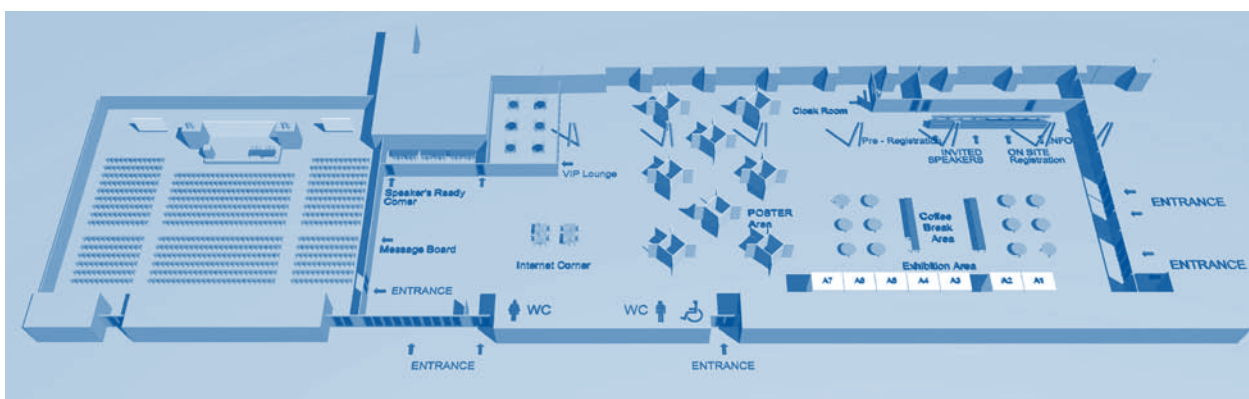 Cloak Room
Pre - Registration
INVITED
SPEAKERS
ON SITE
Registration
INFO
VIP Lounge
Speaker's Ready
Corner
ENTRANCE
POSTER
Area
Coffee
Break
Area
Message Board
Internet Corner
Exhibition Area
ENTRANCE
A7 A6 A5 A4 A3 A2 A1
ENTRANCE
WC
WC
ENTRANCE
ENTRANCE